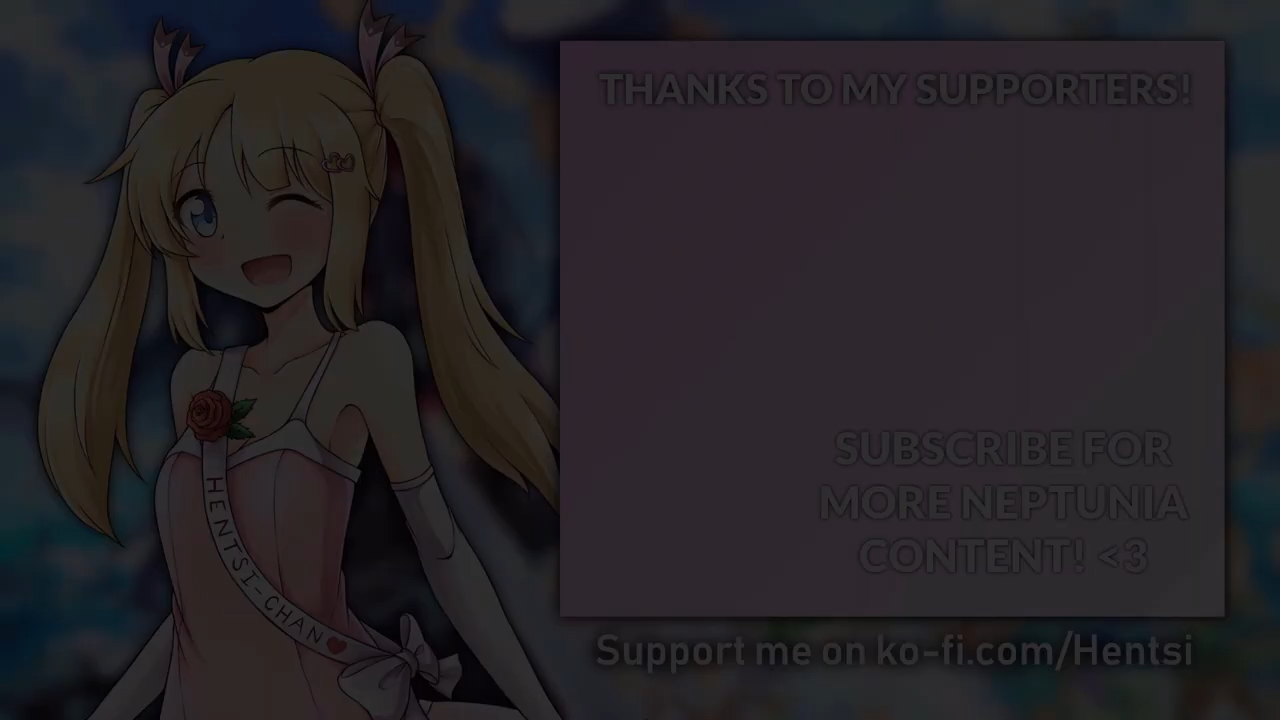 THANKS TO MY SUPPORTERS!
HENTSI-CHAN
SUBSCRIBE FOR
MORE NEPTUNIA
CONTENT! <3
Support me on ko-fi.com/Hentsi